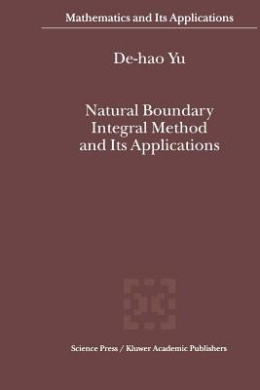 Mathematics and Its Applications
De-hao Yu
Natural Boundary
Integral Method
and Its Applications
Science Press / Kluwer Academic Publishers